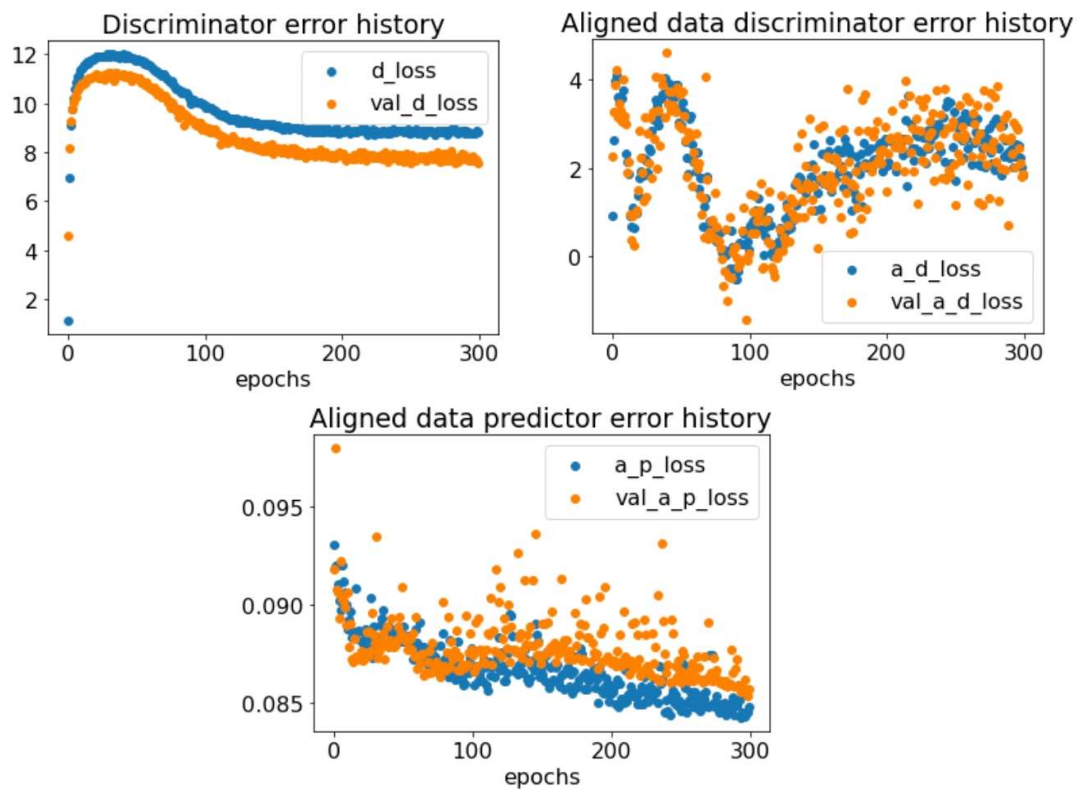 Discriminator error history
12
10
8
6
4
2
d_loss
val_d_loss
0
100
200
300
epochs
Aligned data discriminator error history
4
2
0
a_d_loss
val_a_d_loss
0
100
200
300
epochs
Aligned data predictor error history
0.095
0.090
0.085
a_p_loss
val_a_p_loss
0
100
200
300
epochs